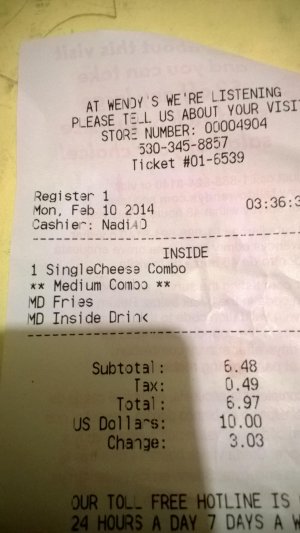 AT WENDY'S WE'RE LISTENING
PLEASE TELL US ABOUT YOUR VISIT
STORE NUMBER: 00004904
530-345-8857
Ticket #01-6539
Register 1 03:36:3
Mon, Feb 10 2014
Cashier:
INSIDE
1 SingleCheese Combo
** Medium Combo **
MD Fries
MD Inside Drink
Subtotal: 6.48
Tax: 0.49
Total: 6.97
US Dollars: 10.00
Change: 3.03
OUR TOLL FREE HOTLINE IS
24 HOURS A DAY 7 DAYS A W